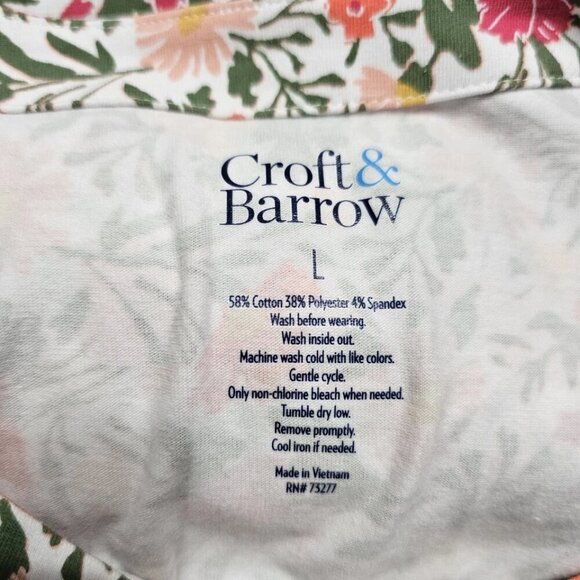 Croft&
Barrow
L
58% Cotton 38% Polyester 4% Spandex
Wash before wearing.
Wash inside out.
Machine wash cold with like colors.
Gentle cycle.
Only non-chlorine bleach when needed.
Tumble dry low.
Remove promptly.
Cool iron if needed.
Made in Vietnam
RN# 73277